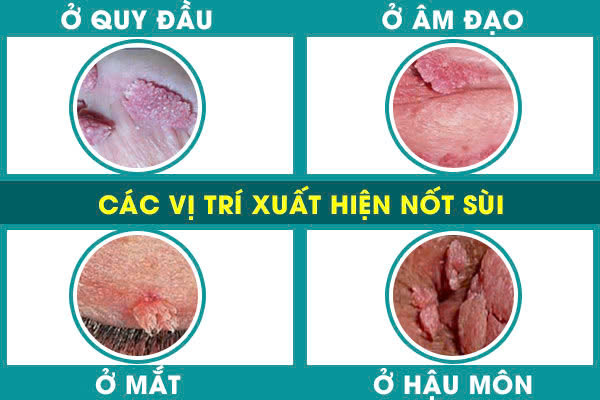 Ở QUY ĐẦU
Ở ÂM ĐẠO
CÁC VỊ TRÍ XUẤT HIỆN NỐT SÙI
Ở MẮT
Ở HẬU MÔN